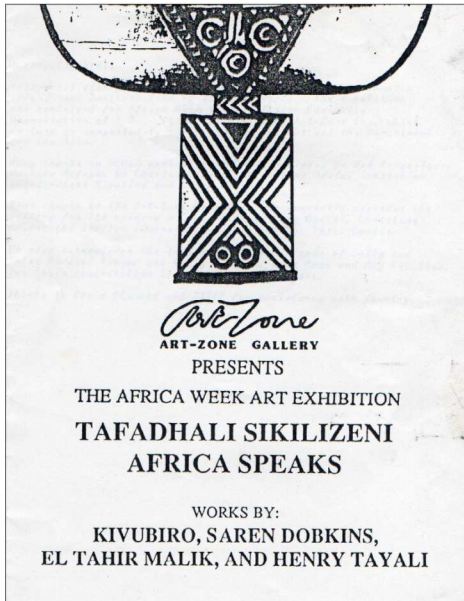 Art-Zone
ART-ZONE GALLERY
PRESENTS
THE AFRICA WEEK ART EXHIBITION
TAFADHALI SIKILIZENI
AFRICA SPEAKS
WORKS BY:
KIVUBIRO, SAREN DOBKINS,
EL TAHIR MALIK, AND HENRY TAYALI